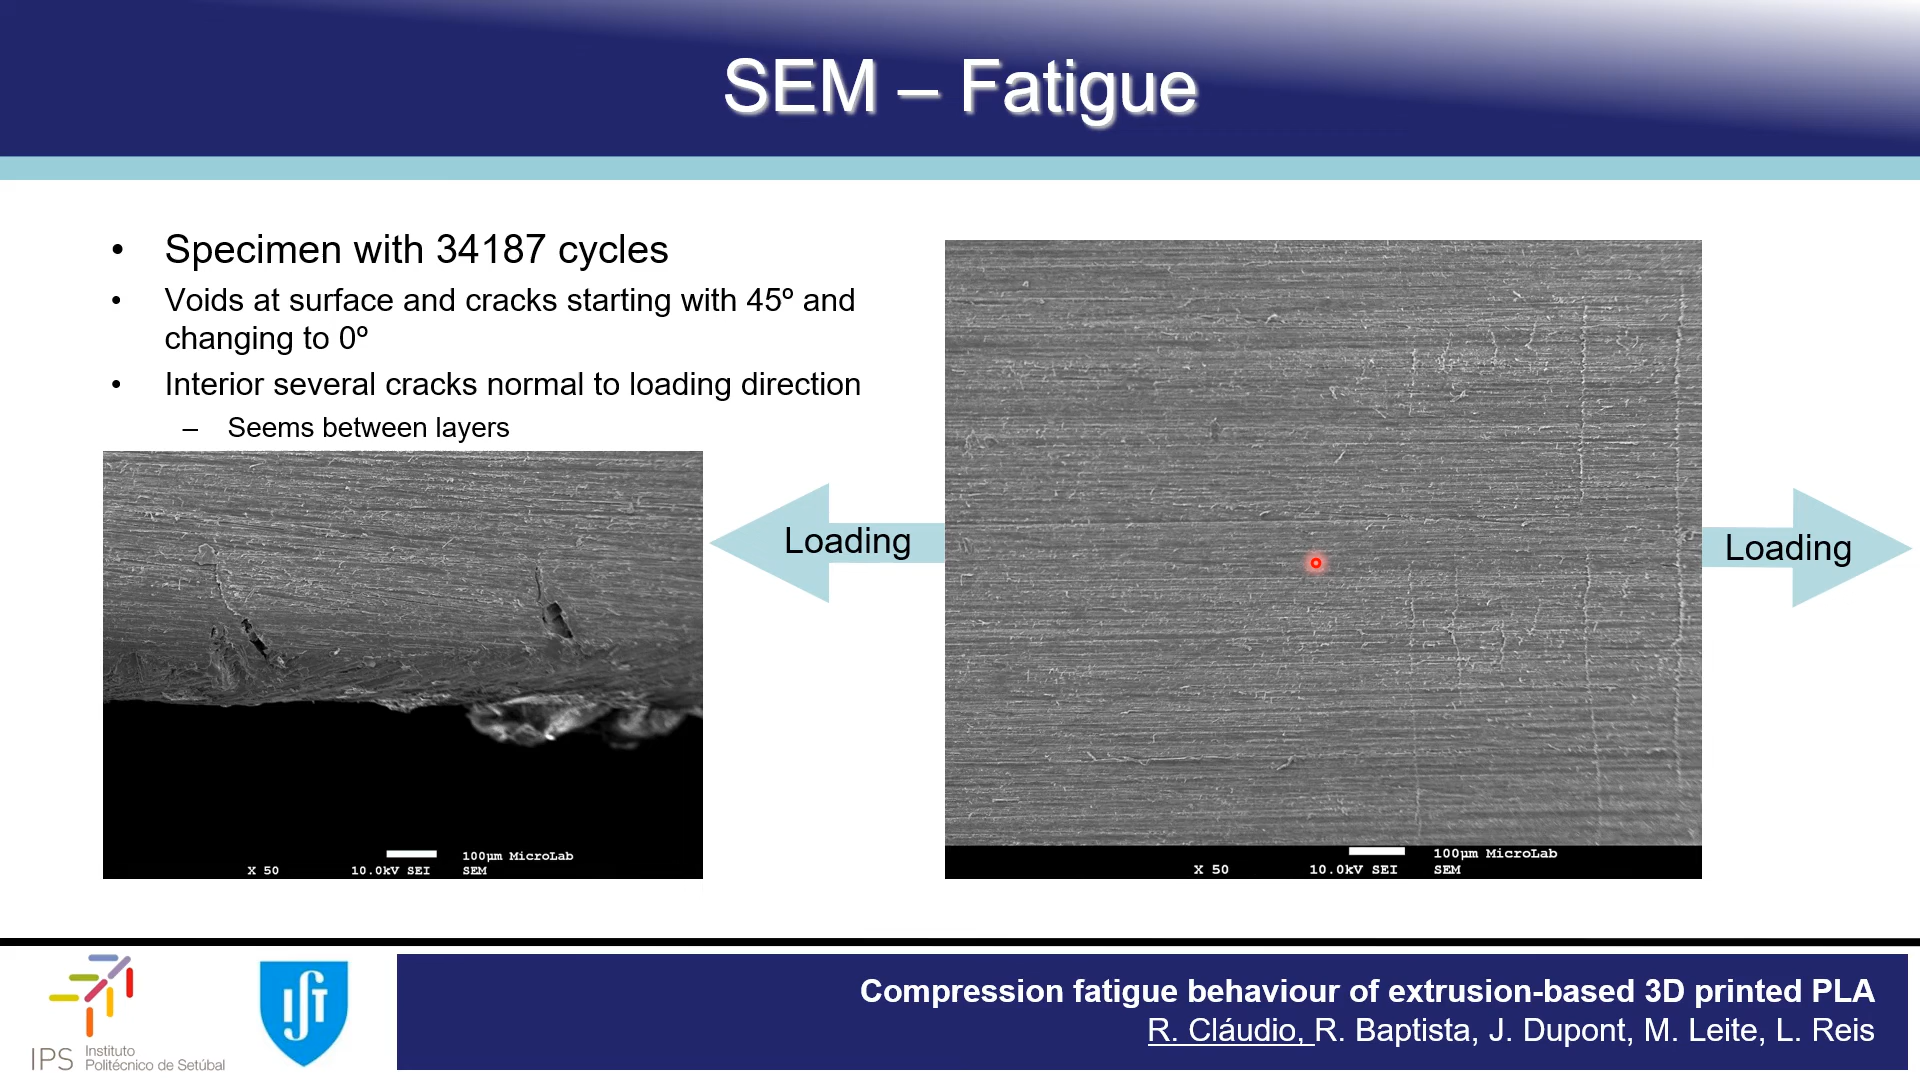 SEM – Fatigue
• Specimen with 34187 cycles
• Voids at surface and cracks starting with 45º and
changing to 0º
• Interior several cracks normal to loading direction
– Seems between layers
Loading
Loading
100µm MicroLab
X 50 10.0kV SEI SEM
100µm MicroLab
X 50 10.0kV SEI SEM
IPS Instituto
Politécnico de Setúbal
Compression fatigue behaviour of extrusion-based 3D printed PLA
R. Cláudio, R. Baptista, J. Dupont, M. Leite, L. Reis